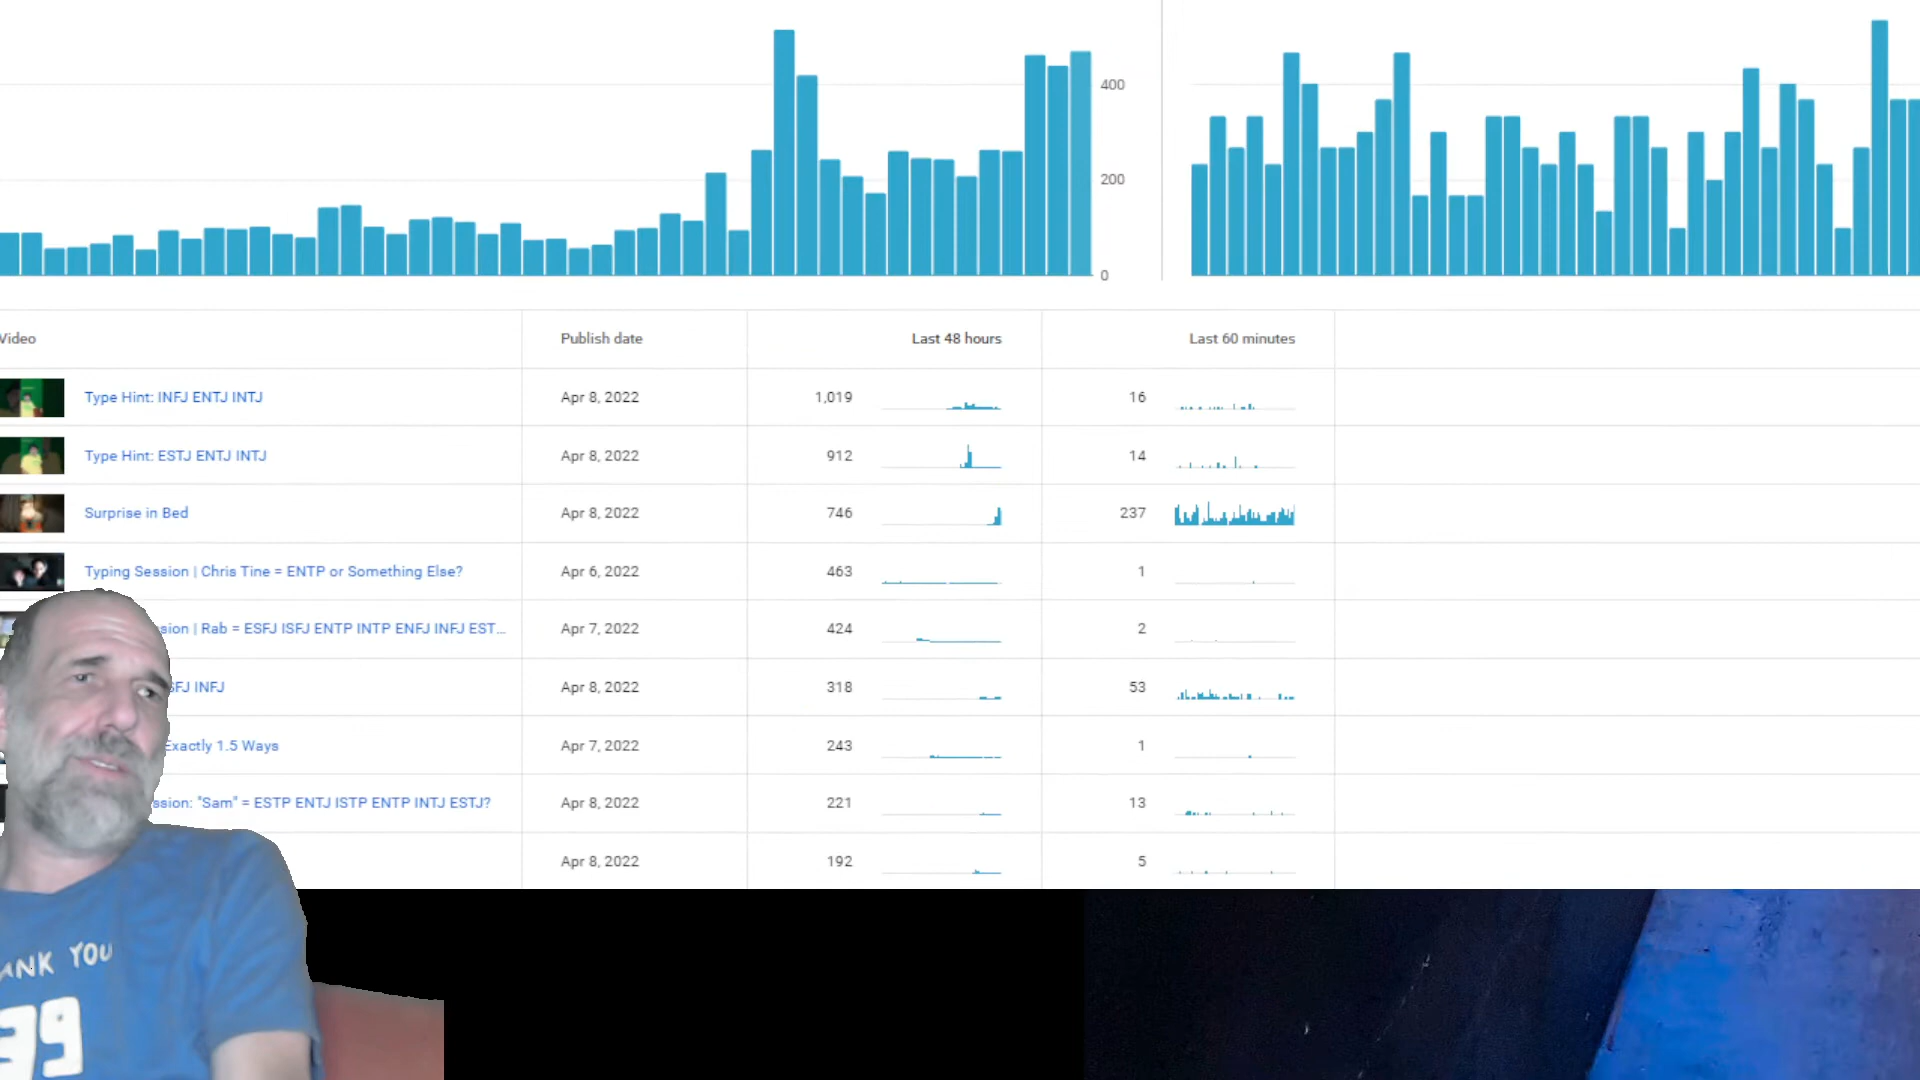 400
200
0
Video Publish date Last 48 hours Last 60 minutes
Type Hint: INFJ ENTJ INTJ Apr 8, 2022 1,019 16
Type Hint: ESTJ ENTJ INTJ Apr 8, 2022 912 14
Surprise in Bed Apr 8, 2022 746 237
Typing Session | Chris Tine = ENTP or Something Else? Apr 6, 2022 463 1
sion | Rab = ESFJ ISFJ ENTP INTP ENFJ INFJ EST... Apr 7, 2022 424 2
SFJ INFJ Apr 8, 2022 318 53
Exactly 1.5 Ways Apr 7, 2022 243 1
ssion: "Sam" = ESTP ENTJ ISTP ENTP INTJ ESTJ? Apr 8, 2022 221 13
Apr 8, 2022 192 5
ANK YOU
99